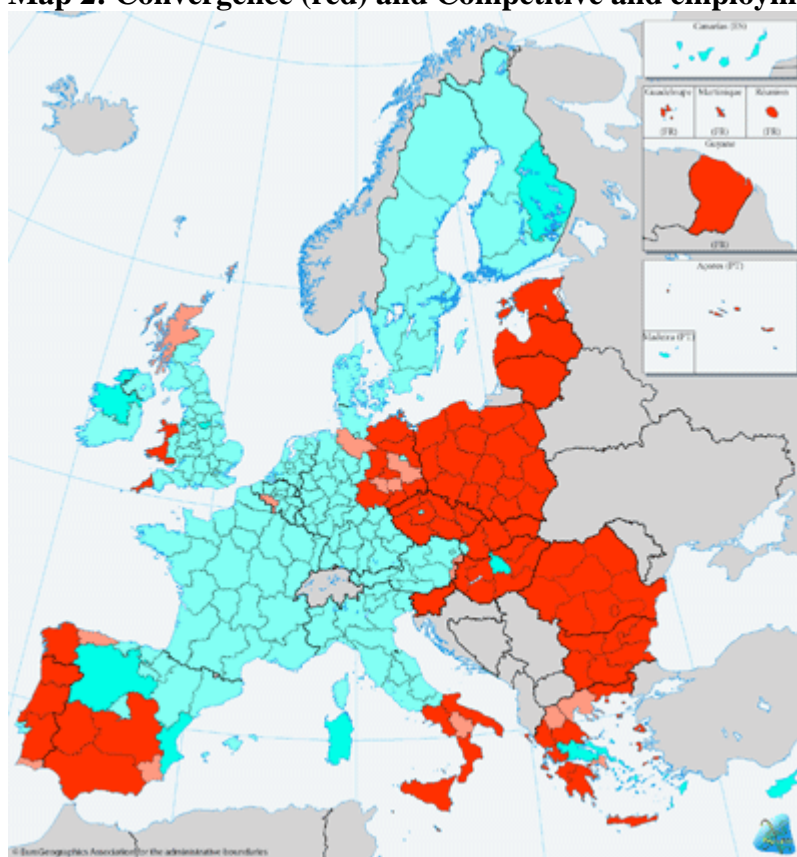 Map 2: Convergence (red) and Competitive and employm
Canarias (ES)
Guadeloupe Martinique Réunion
(FR) (FR) (FR)
Guyane
(FR)
Açores (PT)
Madeira (PT)
© EuroGeographics Association for the administrative boundaries